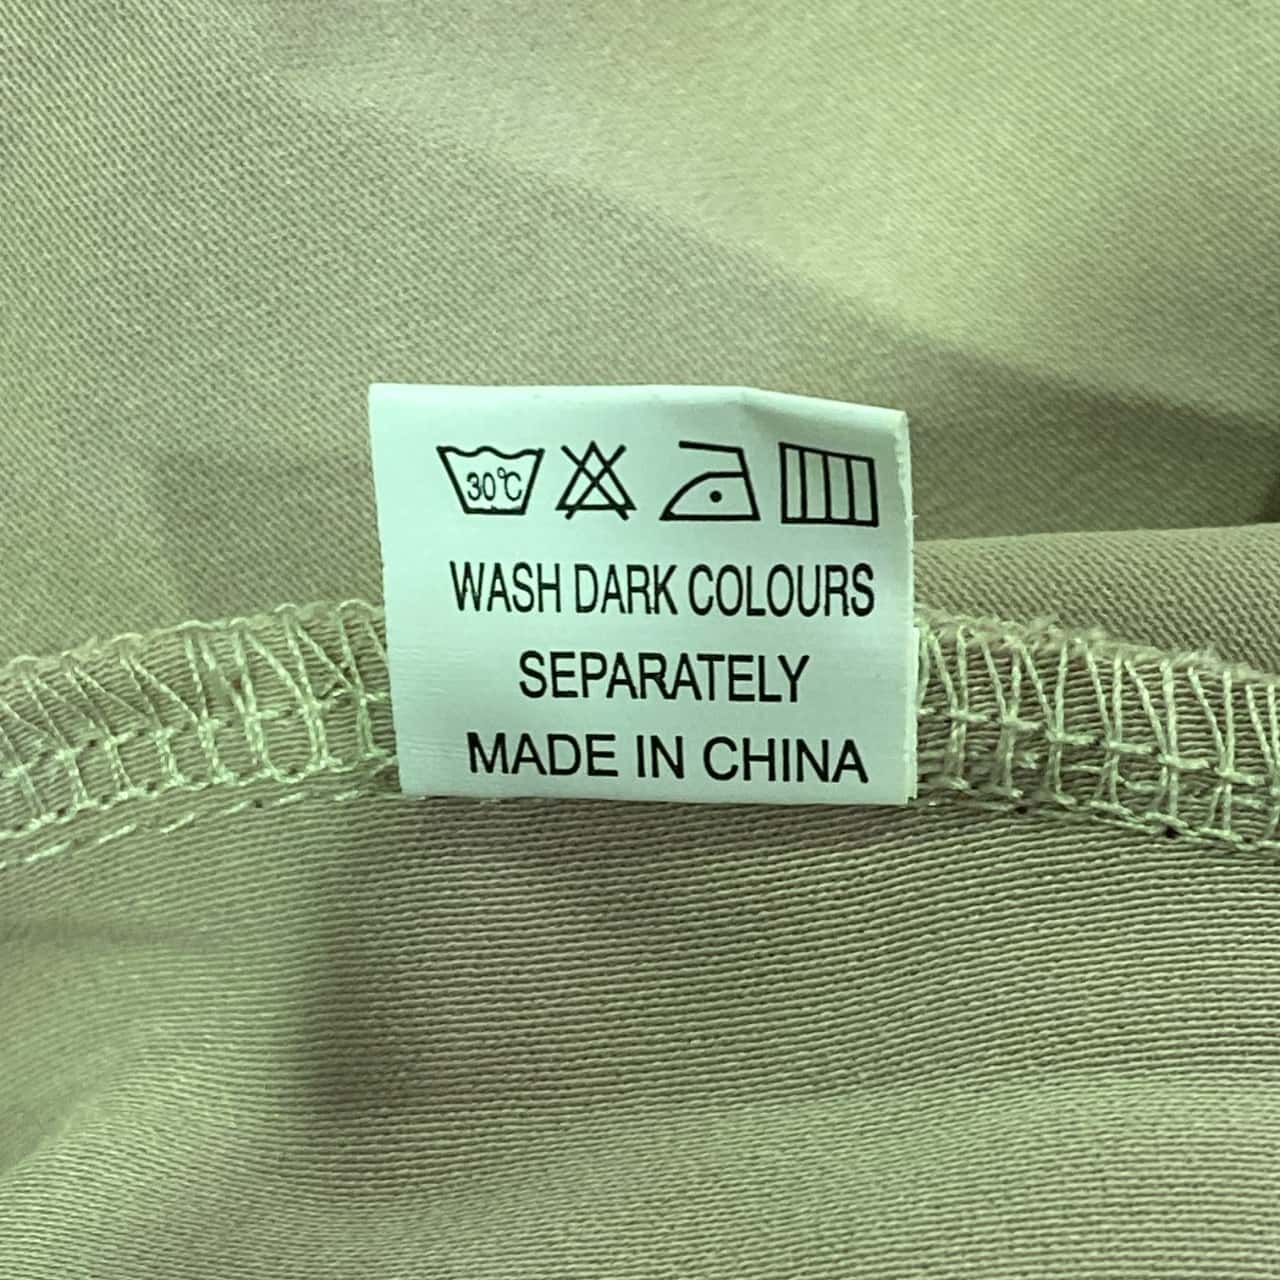 30°C
WASH DARK COLOURS
SEPARATELY
MADE IN CHINA